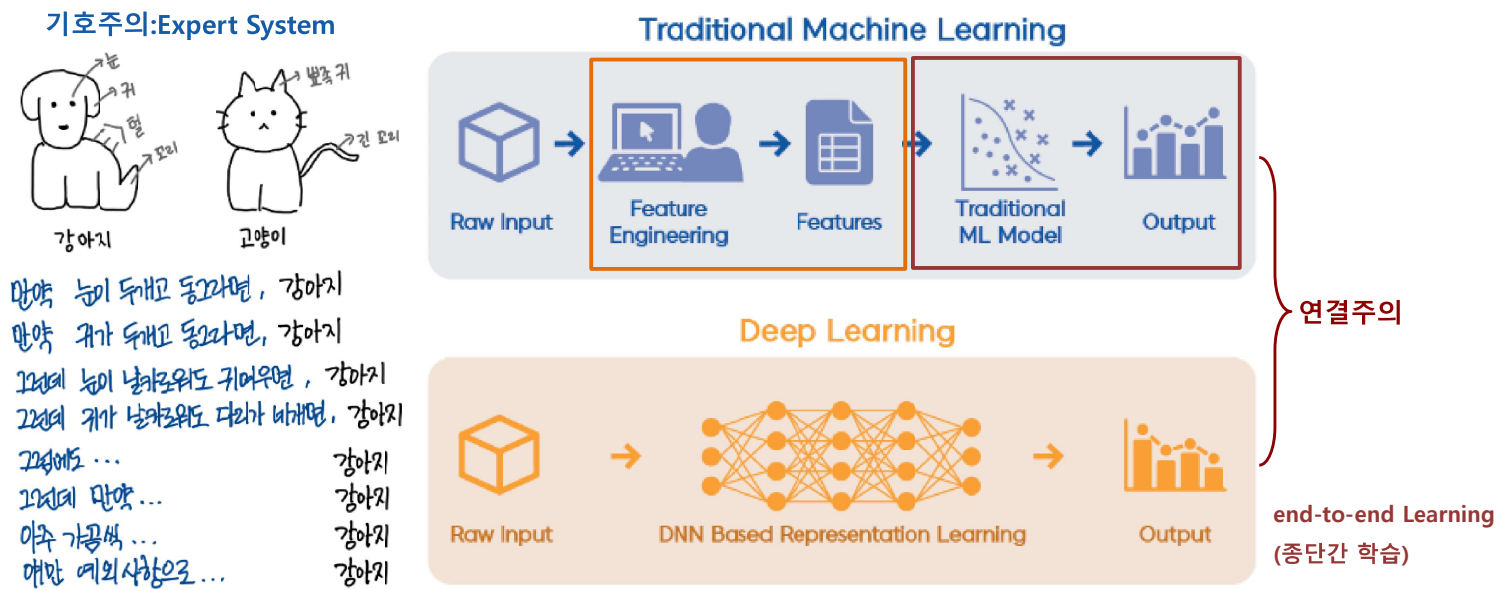 기호주의:Expert System
눈
귀
털
꼬리
강아지
뾰족 귀
긴 꼬리
고양이
만약 눈이 두개고 동그라면, 강아지
만약 귀가 두개고 동그라면, 강아지
그런데 눈이 날카로워도 귀여우면, 강아지
그런데 귀가 날카로워도 다리가 네개면, 강아지
그럼에도 ... 강아지
그런데 만약 ... 강아지
아주 가끔씩 ... 강아지
얘만 예외사항으로 ... 강아지
Traditional Machine Learning
Raw Input
Feature
Engineering
Features
Traditional
ML Model
Output
Deep Learning
Raw Input
DNN Based Representation Learning
Output
연결주의
end-to-end Learning
(종단간 학습)